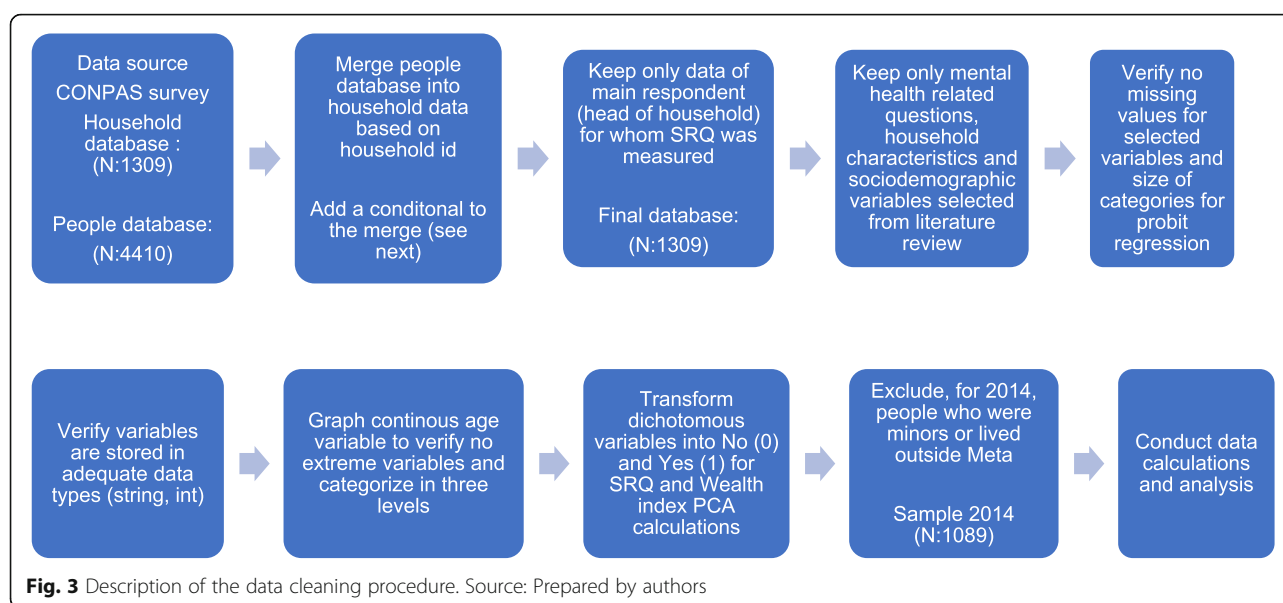 Data source
CONPAS survey
Household
database :
(N:1309)
People database:
(N:4410)
Merge people
database into
household data
based on
household id
Add a conditonal to
the merge (see
next)
Keep only data of
main respondent
(head of household)
for whom SRQ was
measured
Final database:
(N:1309)
Keep only mental
health related
questions,
household
characteristics and
sociodemographic
variables selected
from literature
review
Verify no
missing
values for
selected
variables and
size of
categories for
probit
regression
Verify variables
are stored in
adequate data
types (string, int)
Graph continous age
variable to verify no
extreme variables and
categorize in three
levels
Transform
dichotomous
variables into No (0)
and Yes (1) for
SRQ and Wealth
index PCA
calculations
Exclude, for 2014,
people who were
minors or lived
outside Meta
Sample 2014
(N:1089)
Conduct data
calculations
and analysis
Fig. 3 Description of the data cleaning procedure. Source: Prepared by authors